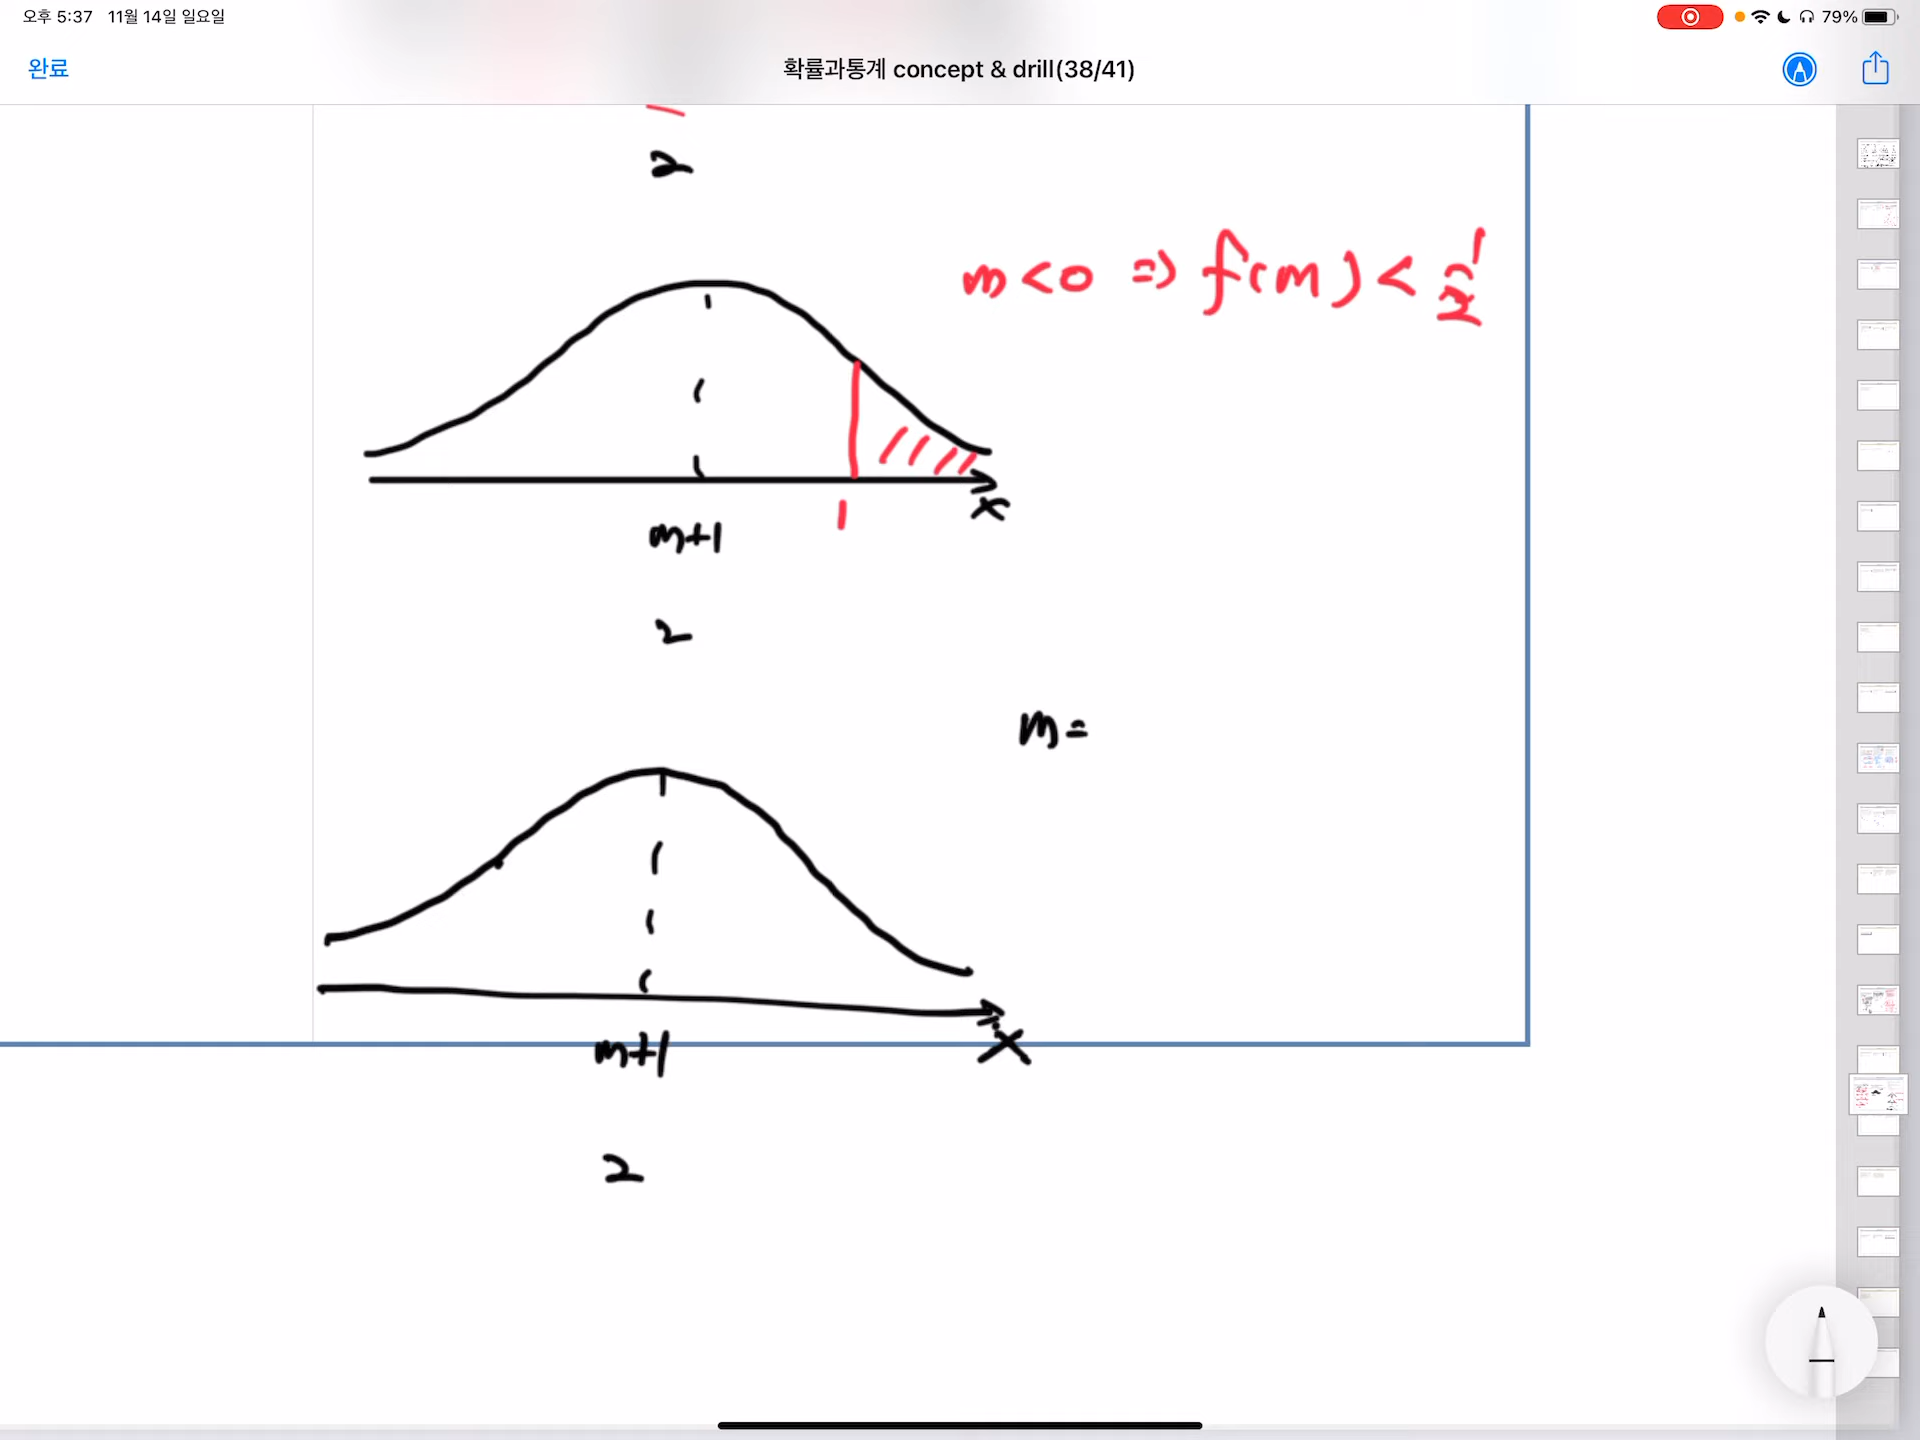 오후 5:37 11월 14일 일요일
79%
완료
확률과통계 concept & drill(38/41)
2
m<0 => f(m) < 1/2
1
x
m+1
2
m=
m+1
x
2